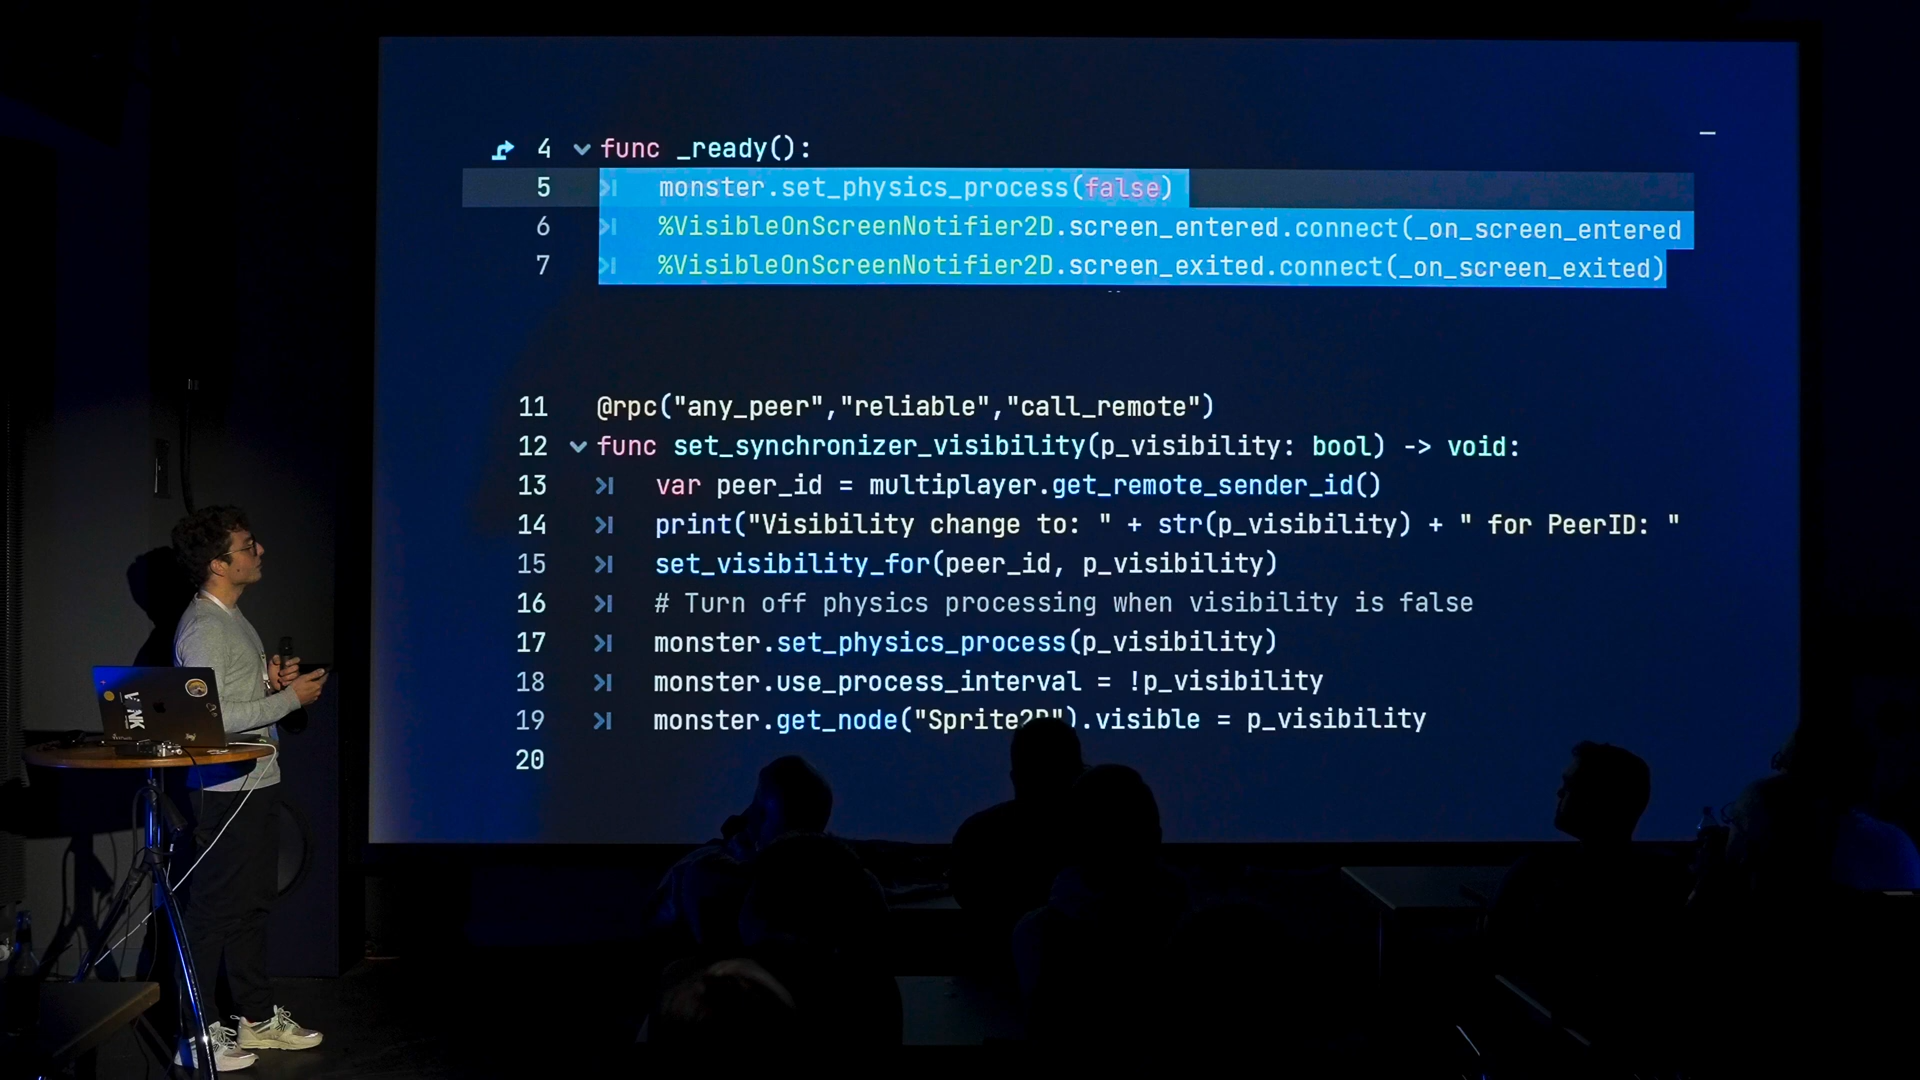 4 func _ready():
5 monster.set_physics_process(false)
6 %VisibleOnScreenNotifier2D.screen_entered.connect(_on_screen_entered
7 %VisibleOnScreenNotifier2D.screen_exited.connect(_on_screen_exited)
11 @rpc("any_peer","reliable","call_remote")
12 func set_synchronizer_visibility(p_visibility: bool) -> void:
13 var peer_id = multiplayer.get_remote_sender_id()
14 print("Visibility change to: " + str(p_visibility) + " for PeerID: "
15 set_visibility_for(peer_id, p_visibility)
16 # Turn off physics processing when visibility is false
17 monster.set_physics_process(p_visibility)
18 monster.use_process_interval = !p_visibility
19 monster.get_node("Sprite2D").visible = p_visibility
20